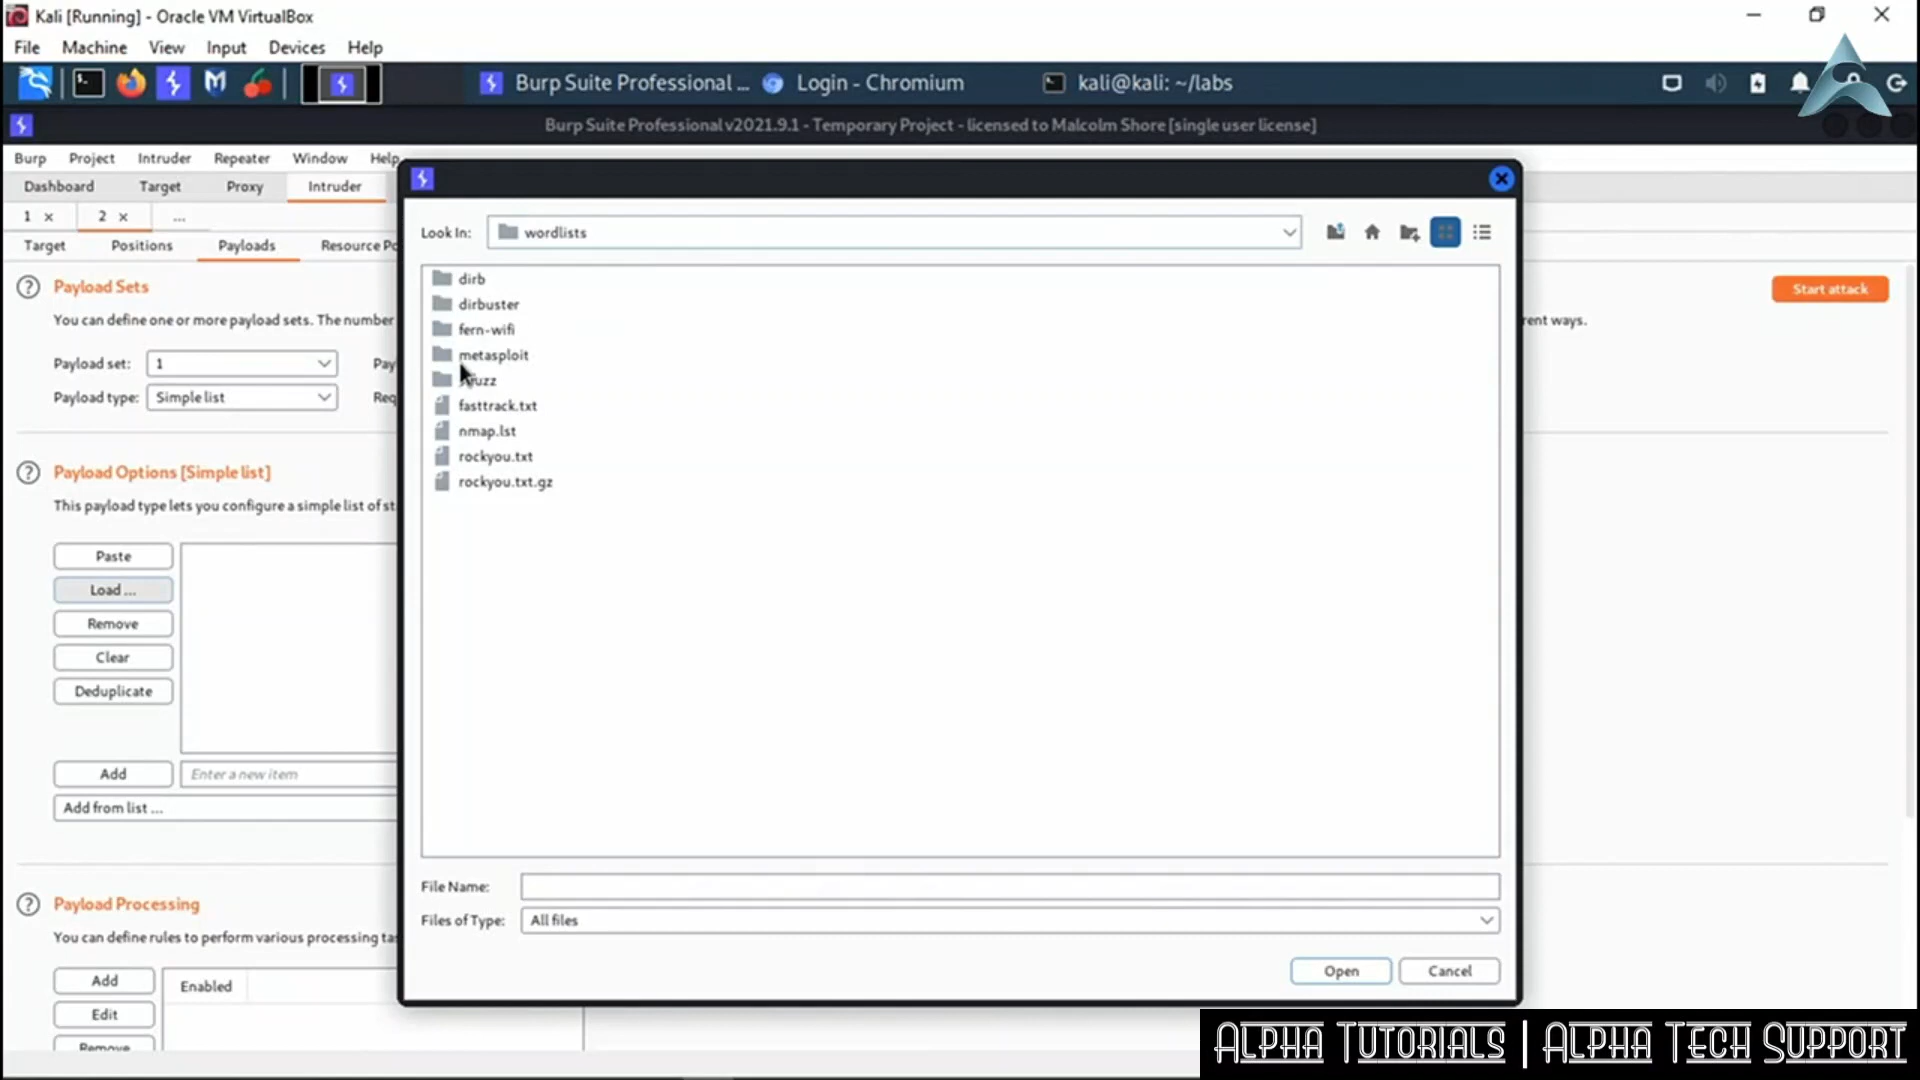 Kali [Running] - Oracle VM VirtualBox
File Machine View Input Devices Help
Burp Suite Professional ... Login - Chromium kali@kali: ~/labs
Burp Suite Professional v2021.9.1 - Temporary Project - licensed to Malcolm Shore [single user license]
Burp Project Intruder Repeater Window Help
Dashboard Target Proxy Intruder
1 × 2 × ...
Target Positions Payloads Resource Po
Look In: wordlists
dirb
dirbuster
fern-wifi
metasploit
fasttrack.txt
nmap.lst
rockyou.txt
rockyou.txt.gz
File Name:
Files of Type: All files
Open Cancel
? Payload Sets
Start attack
You can define one or more payload sets. The number
rent ways.
Payload set: 1 Pay
Payload type: Simple list Req
? Payload Options [Simple list]
This payload type lets you configure a simple list of st
Paste
Load ...
Remove
Clear
Deduplicate
Add Enter a new item
Add from list ...
? Payload Processing
You can define rules to perform various processing ta
Add Enabled
Edit
Remove
Alpha Tutorials | Alpha Tech Support